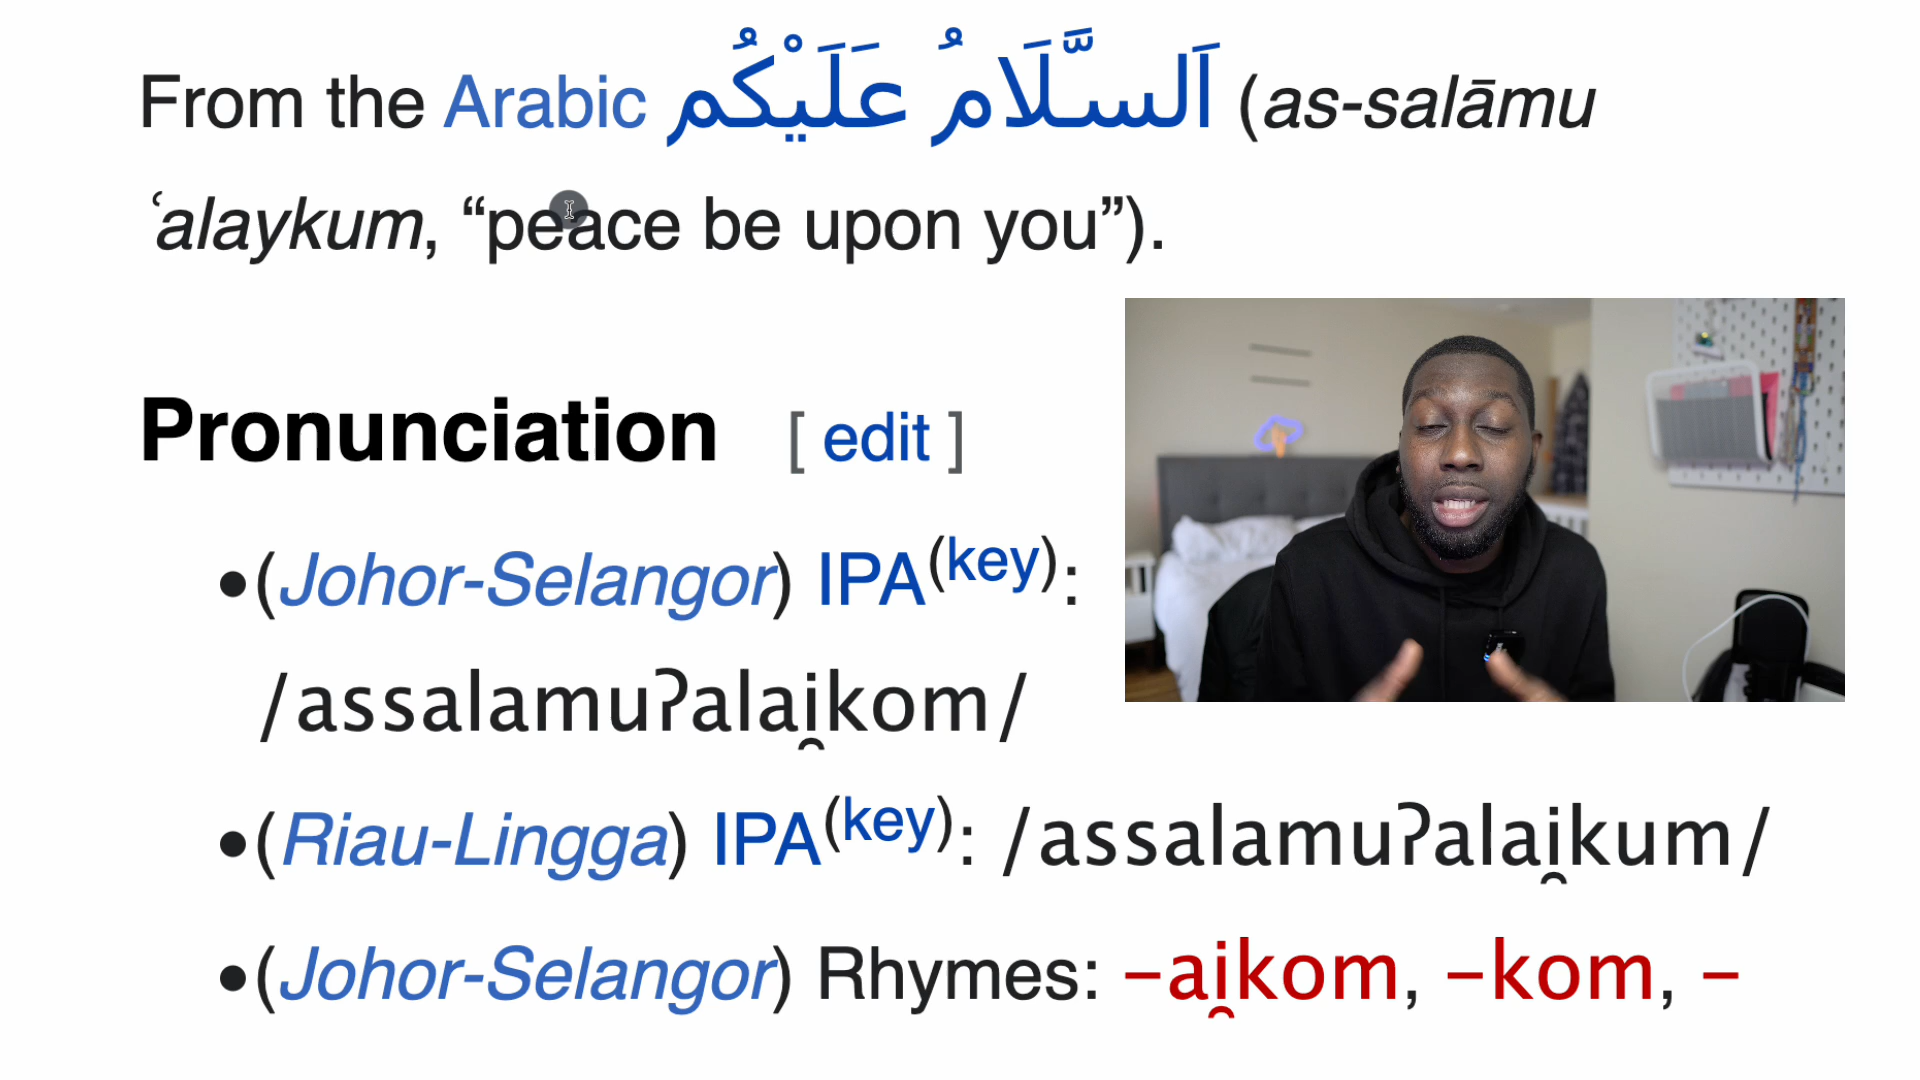 From the Arabic اَلسَّلَامُ عَلَيْكُم (as-salāmu
ʿalaykum, “peace be upon you”).
Pronunciation [ edit ]
•(Johor-Selangor) IPA(key):
/assalamuʔalai̯kom/
•(Riau-Lingga) IPA(key): /assalamuʔalai̯kum/
•(Johor-Selangor) Rhymes: -ai̯kom, -kom, -